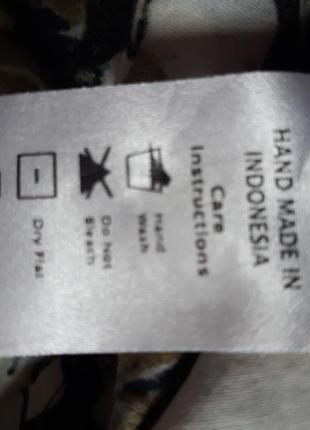 HAND MADE IN
INDONESIA
Care
Instructions
Hand
Wash
Do Not
Bleach
Dry Flat